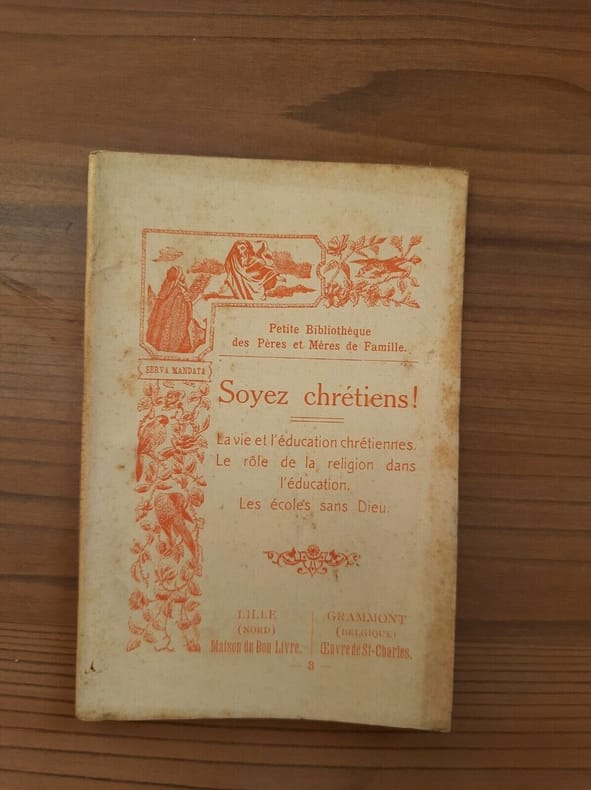 Petite Bibliothèque
des Pères et Mères de Famille.
SERVA MANDATA
Soyez chrétiens!
La vie et l'éducation chrétiennes.
Le rôle de la religion dans
l'éducation.
Les écoles sans Dieu.
LILLE
(NORD)
Maison du Bon Livre.
GRAMMONT
(BELGIQUE)
Œuvre de St-Charles.
— 3 —